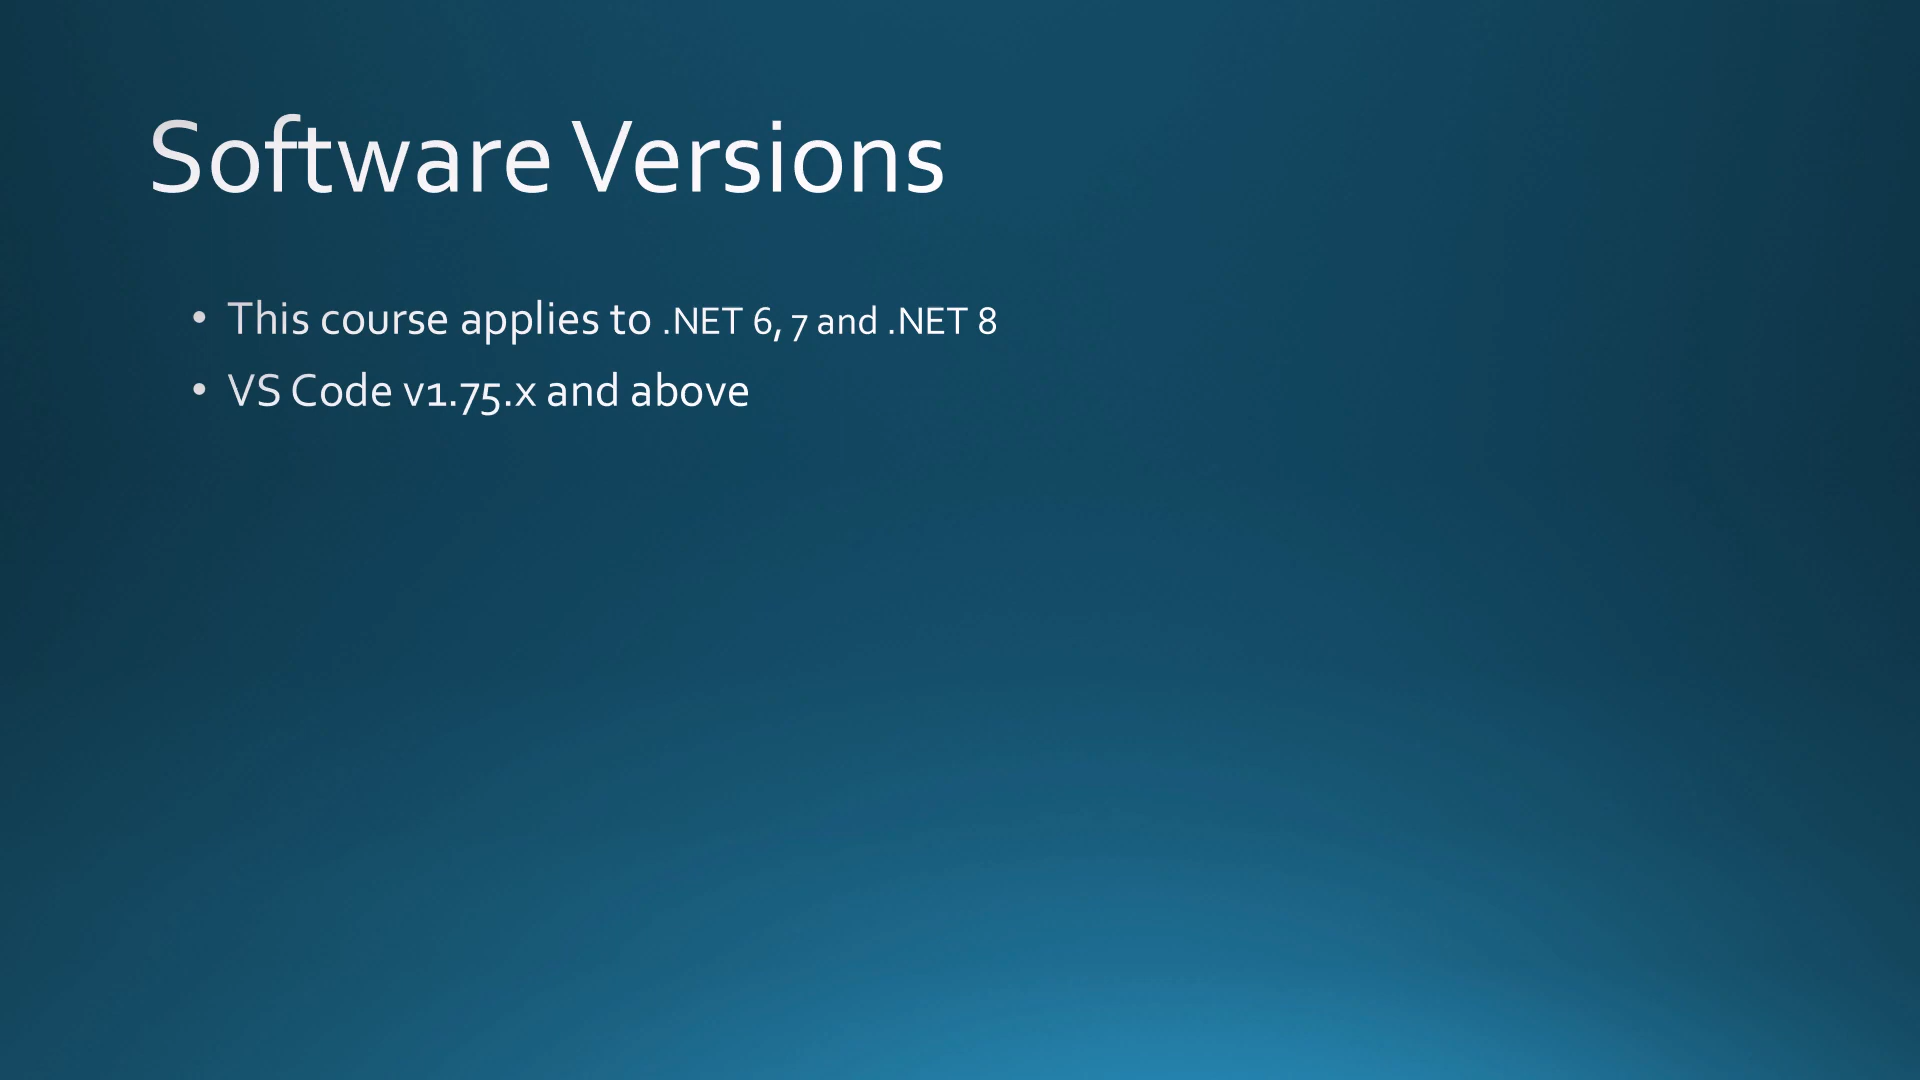 Software Versions
• This course applies to .NET 6, 7 and .NET 8
• VS Code v1.75.x and above